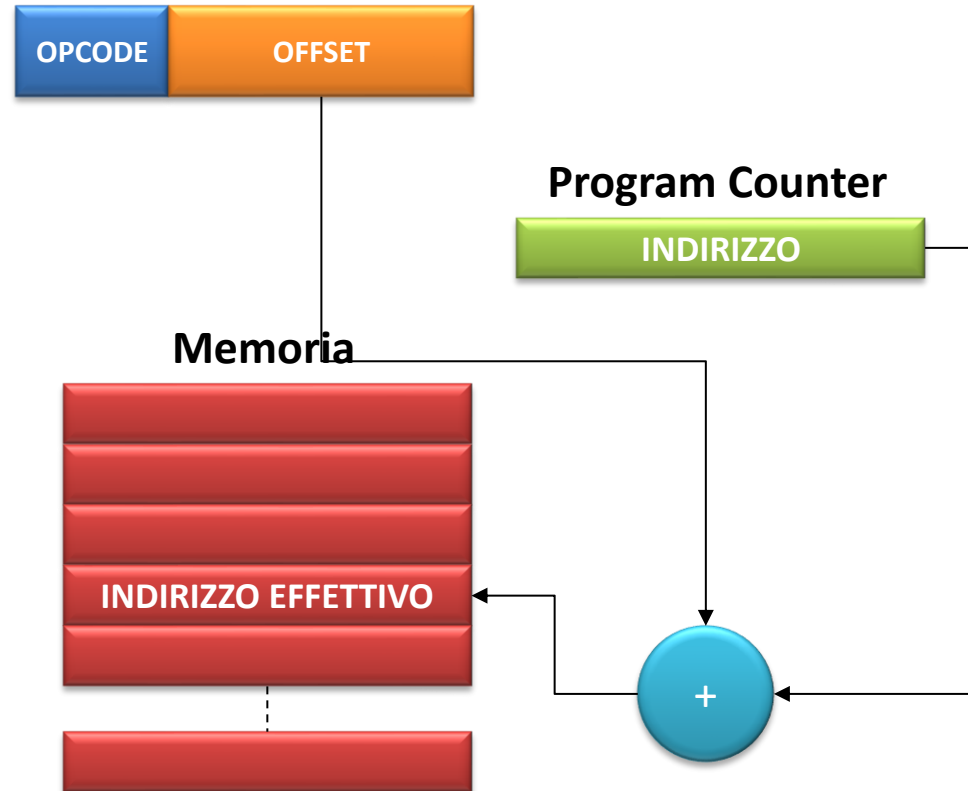 OPCODE OFFSET
Program Counter
INDIRIZZO
Memoria
INDIRIZZO EFFETTIVO
+